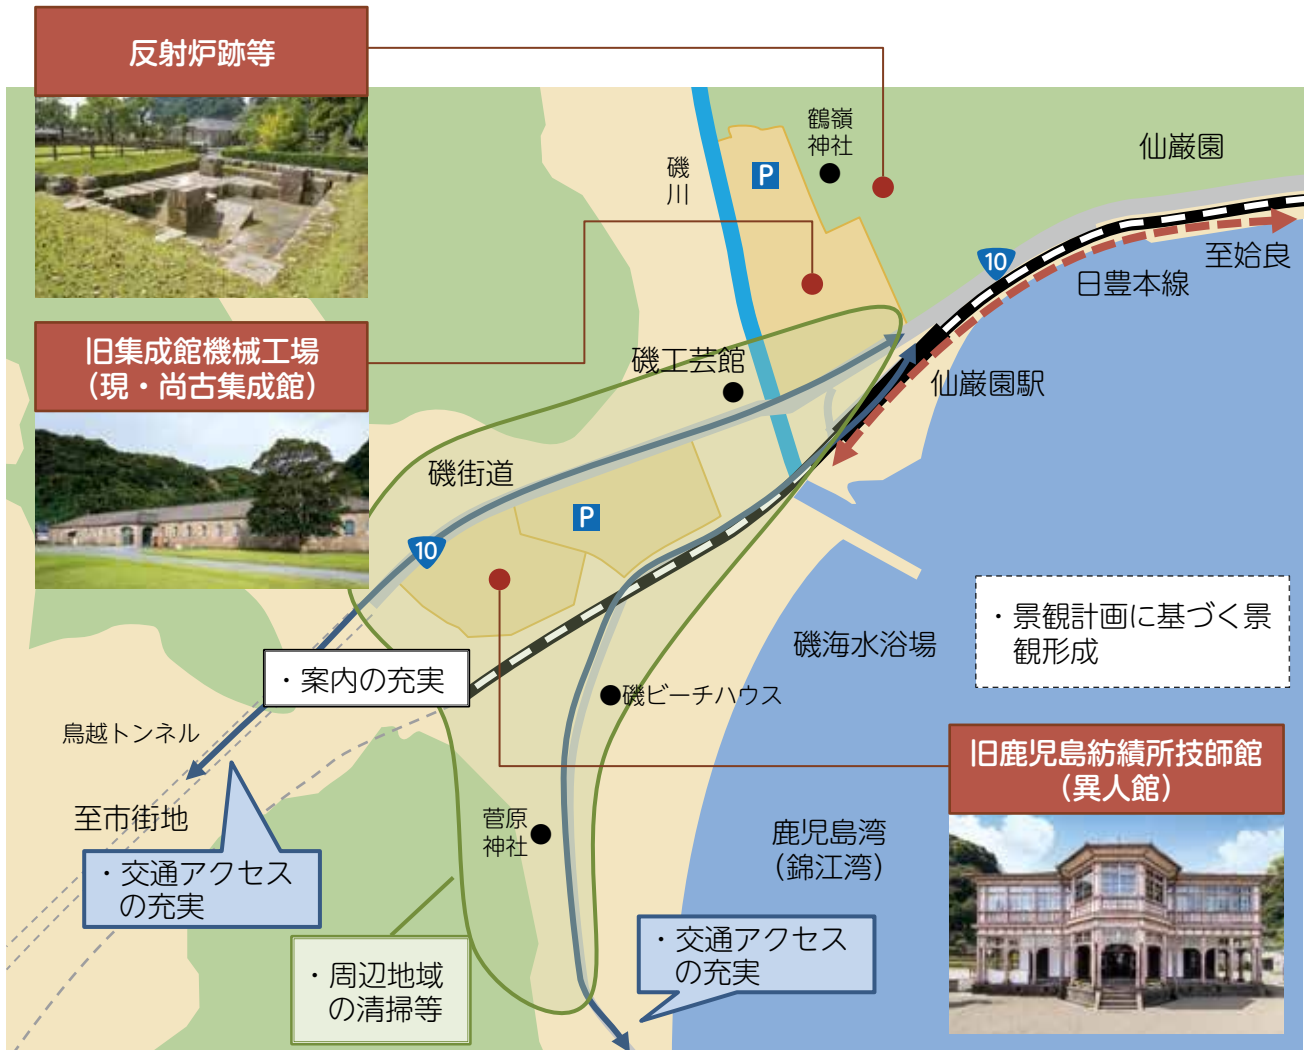 反射炉跡等
鶴嶺
神社
仙巌園
磯
川
P
10
至姶良
日豊本線
旧集成館機械工場
（現・尚古集成館）
磯工芸館
仙巌園駅
磯街道
P
10
・景観計画に基づく景
観形成
磯海水浴場
・案内の充実
磯ビーチハウス
鳥越トンネル
旧鹿児島紡績所技師館
（異人館）
至市街地
菅原
神社
鹿児島湾
（錦江湾）
・交通アクセス
の充実
・交通アクセス
の充実
・周辺地域
の清掃等